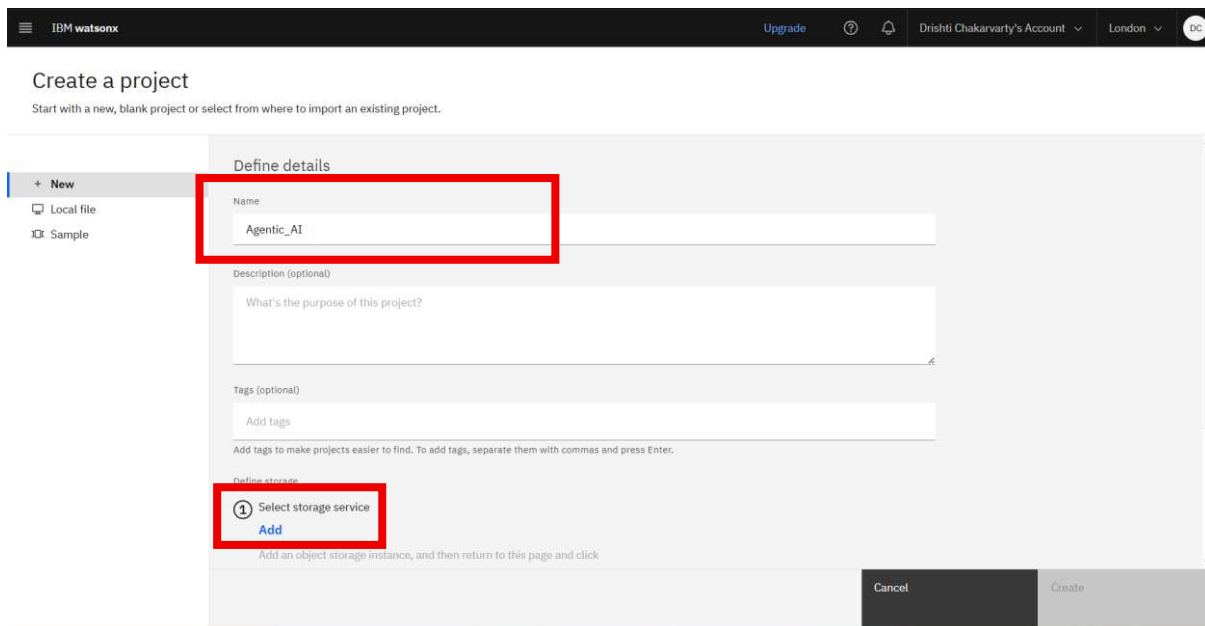 IBM watsonx
Upgrade
Drishti Chakarvarty's Account
London
DC
Create a project
Start with a new, blank project or select from where to import an existing project.
+ New
Local file
Sample
Define details
Name
Agentic_AI
Description (optional)
What's the purpose of this project?
Tags (optional)
Add tags
Add tags to make projects easier to find. To add tags, separate them with commas and press Enter.
Define storage
1 Select storage service
Add
Add an object storage instance, and then return to this page and click
Cancel
Create